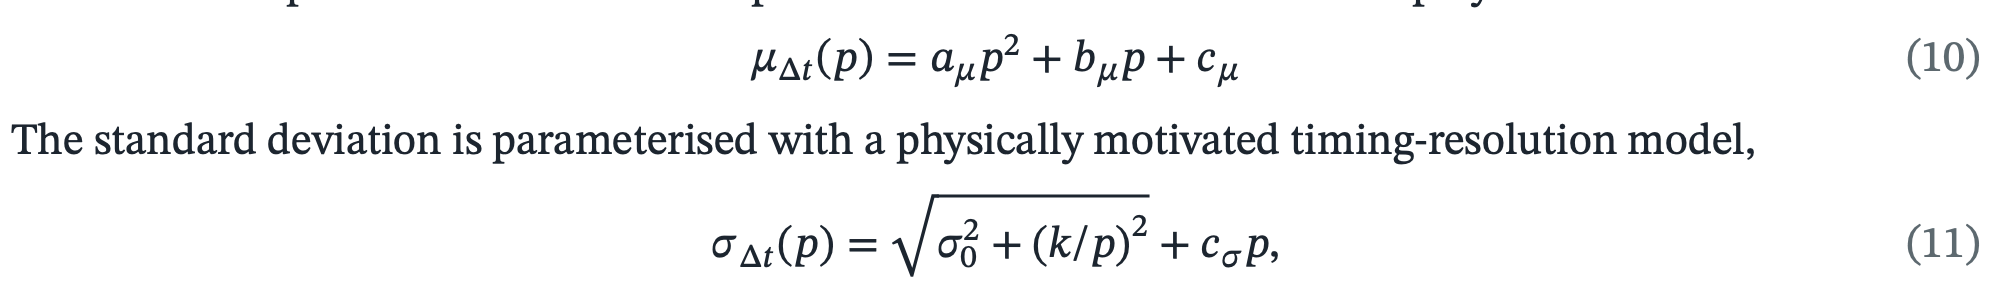 μ_Δt(p) = a_μ p² + b_μ p + c_μ (10)
The standard deviation is parameterised with a physically motivated timing-resolution model,
σ_Δt(p) = √(σ₀² + (k/p)²) + c_σ p, (11)